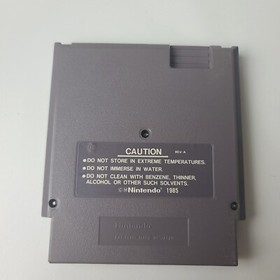 CAUTION REV-A
•DO NOT STORE IN EXTREME TEMPERATURES.
•DO NOT IMMERSE IN WATER.
•DO NOT CLEAN WITH BENZENE, THINNER,
ALCOHOL OR OTHER SUCH SOLVENTS.
©®Nintendo 1985
Nintendo